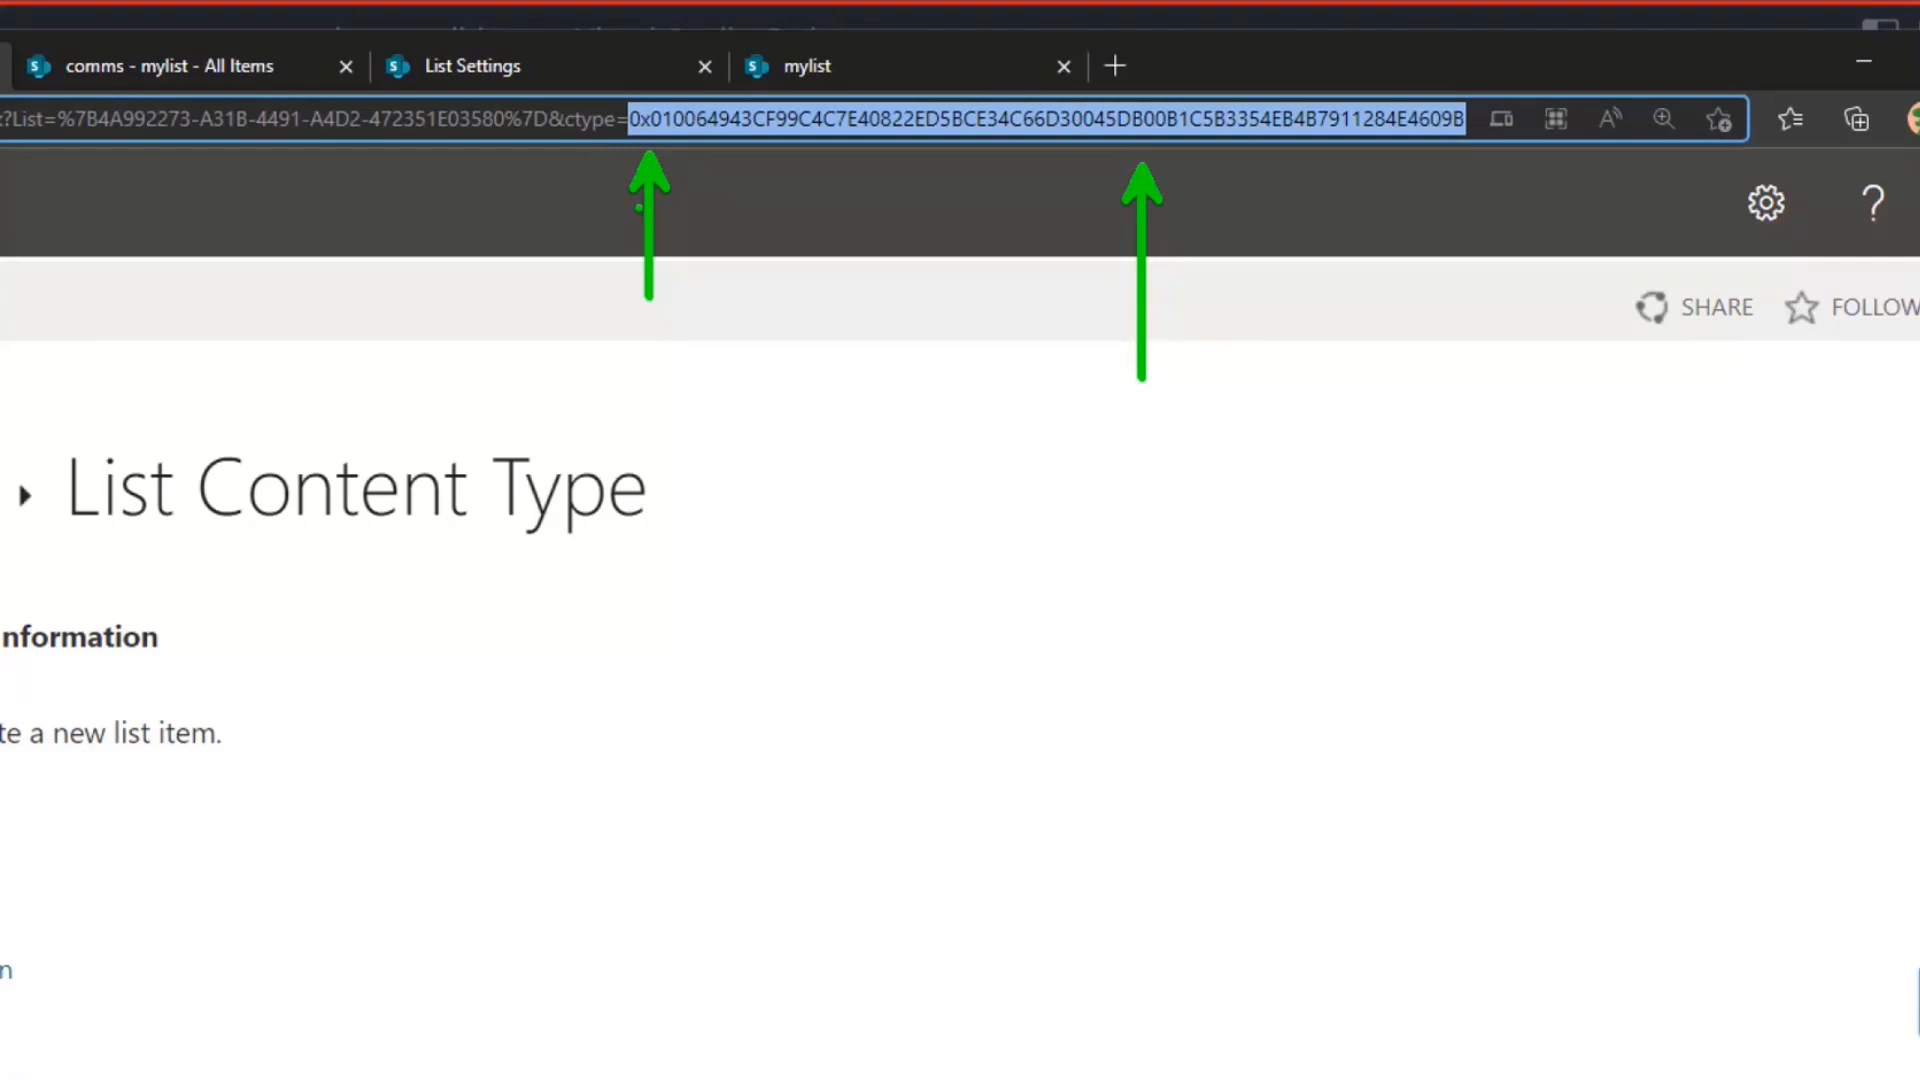 comms - mylist - All Items
List Settings
mylist
?List=%7B4A992273-A31B-4491-A4D2-472351E03580%7D&ctype=0x010064943CF99C4C7E40822ED5BCE34C66D30045DB00B1C5B3354EB4B7911284E4609B
SHARE
FOLLOW
List Content Type
nformation
te a new list item.
n